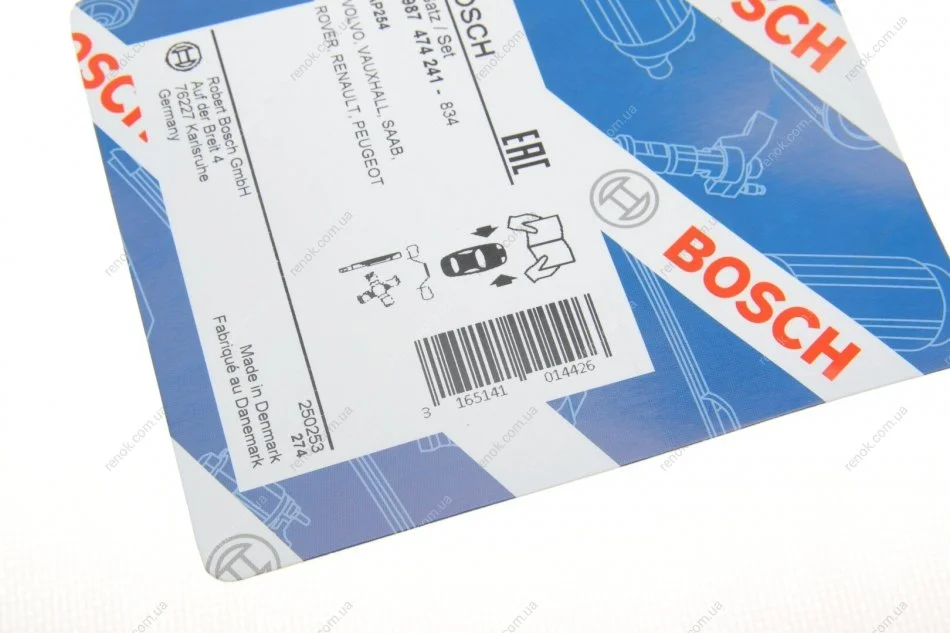 BOSCH
Satz / Set
987 474 241 - 834
P254
VOLVO, VAUXHALL, SAAB,
ROVER, RENAULT, PEUGEOT
EAC
Robert Bosch GmbH
Auf der Breit 4
76227 Karlsruhe
Germany
250253
274
Made in Denmark
Fabriqué au Danemark
3 165141 014426
BOSCH
BOSCH
OSCH
renok.com.ua